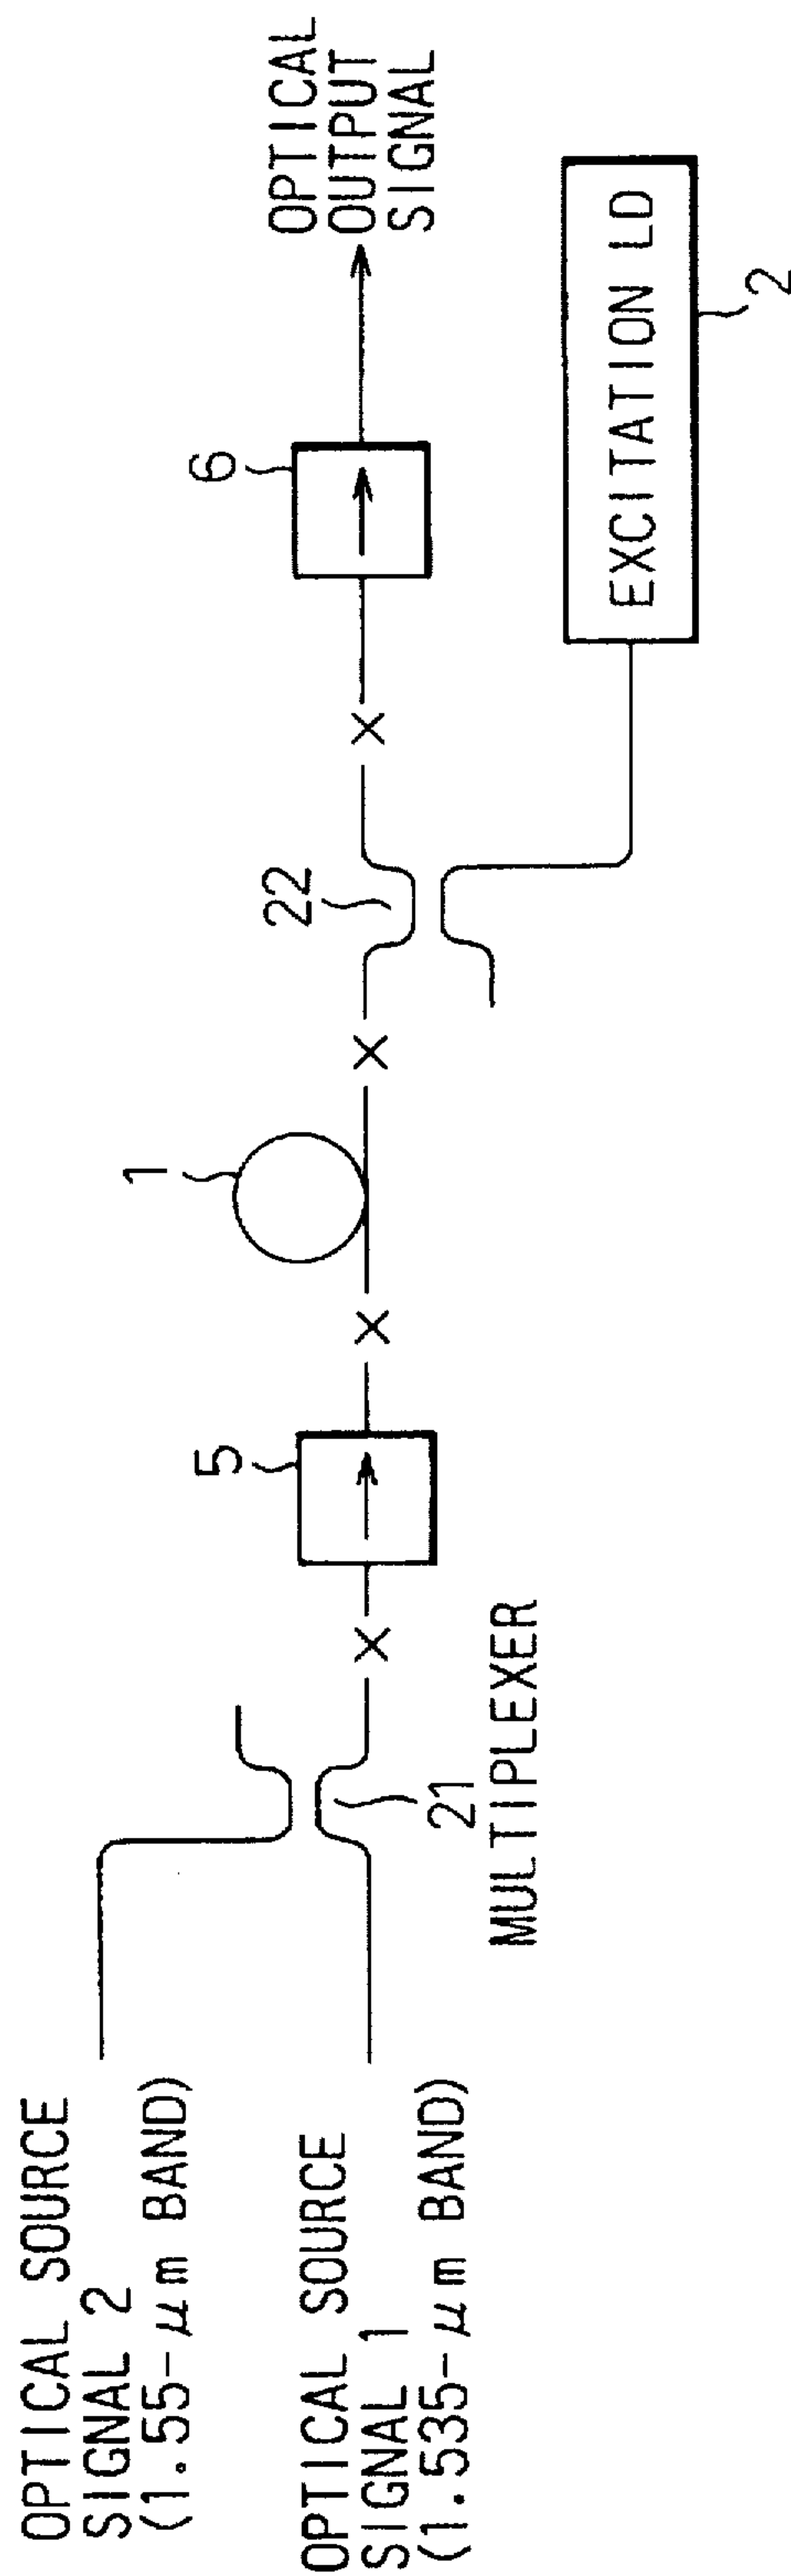 OPTICAL SOURCE
SIGNAL 2
(1.55-μm BAND)
OPTICAL SOURCE
SIGNAL 1
(1.535-μm BAND)
21
MULTIPLEXER
5
1
22
6
OPTICAL
OUTPUT
SIGNAL
EXCITATION LD
2